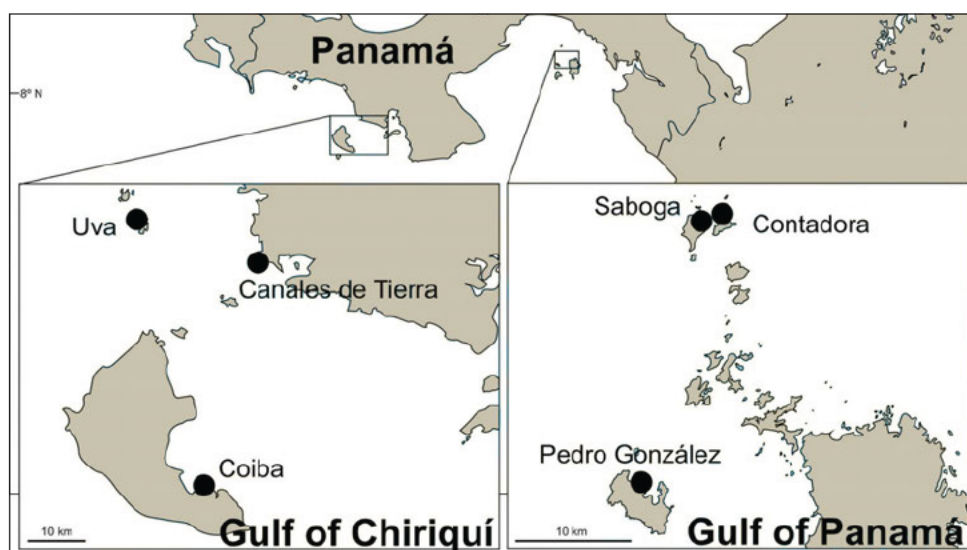 Panamá
8° N
Uva
Canales de Tierra
Coiba
10 km
Gulf of Chiriquí
Saboga
Contadora
Pedro González
10 km
Gulf of Panamá